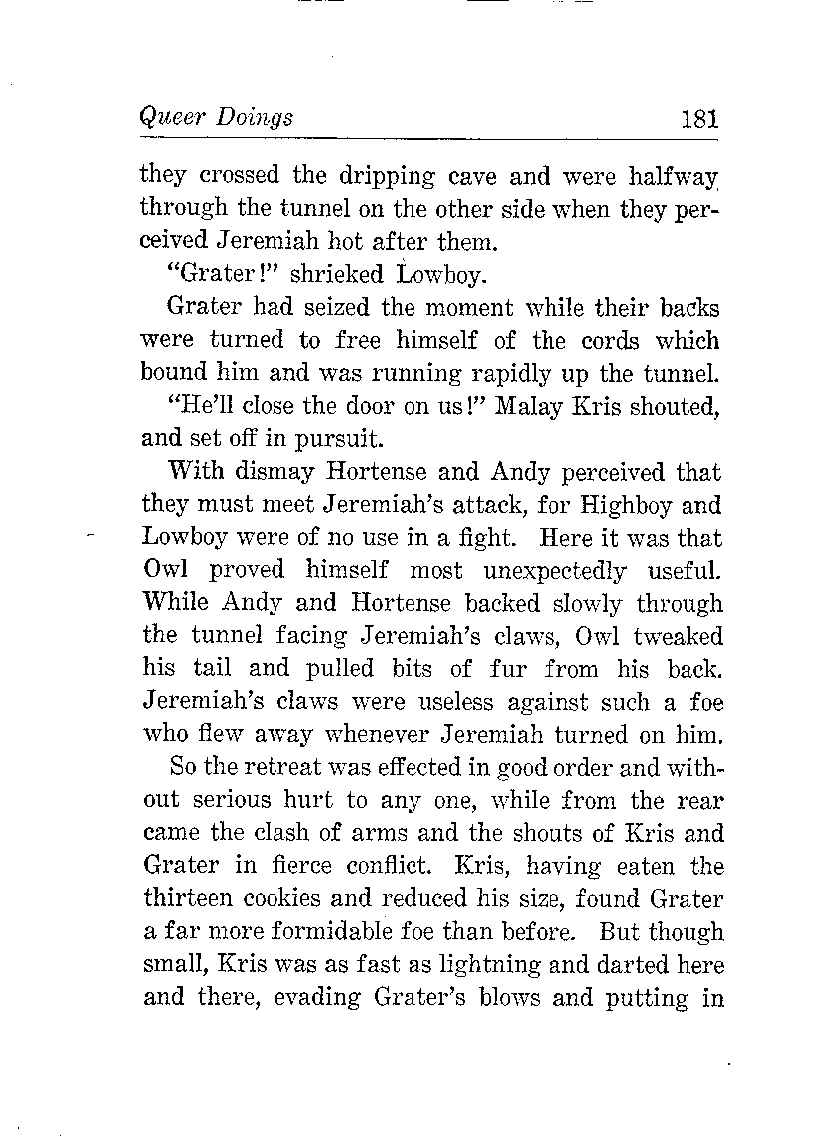 Queer Doings 181
they crossed the dripping cave and were halfway
through the tunnel on the other side when they per-
ceived Jeremiah hot after them.
“Grater!” shrieked Lowboy.
Grater had seized the moment while their backs
were turned to free himself of the cords which
bound him and was running rapidly up the tunnel.
“He’ll close the door on us!” Malay Kris shouted,
and set off in pursuit.
With dismay Hortense and Andy perceived that
they must meet Jeremiah’s attack, for Highboy and
Lowboy were of no use in a fight. Here it was that
Owl proved himself most unexpectedly useful.
While Andy and Hortense backed slowly through
the tunnel facing Jeremiah’s claws, Owl tweaked
his tail and pulled bits of fur from his back.
Jeremiah’s claws were useless against such a foe
who flew away whenever Jeremiah turned on him.
So the retreat was effected in good order and with-
out serious hurt to any one, while from the rear
came the clash of arms and the shouts of Kris and
Grater in fierce conflict. Kris, having eaten the
thirteen cookies and reduced his size, found Grater
a far more formidable foe than before. But though
small, Kris was as fast as lightning and darted here
and there, evading Grater’s blows and putting in